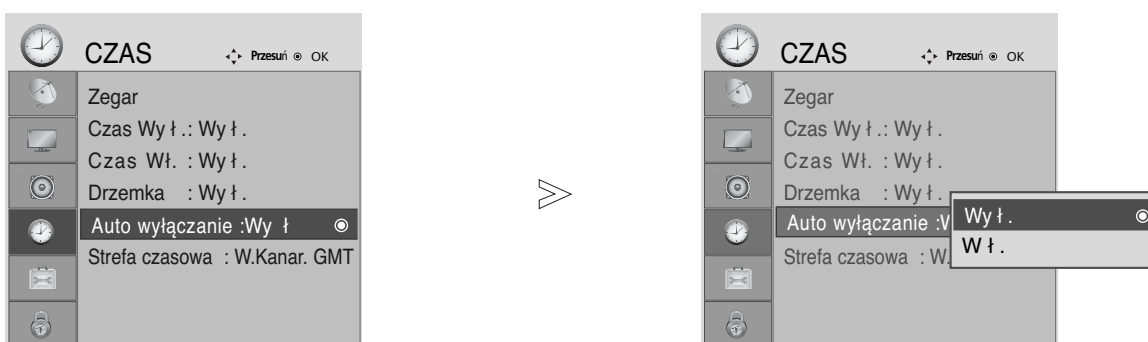 CZAS Przesuń OK
Zegar
Czas Wył.: Wył.
Czas Wł. : Wył.
Drzemka : Wył.
Auto wyłączanie :Wy ł
Strefa czasowa : W.Kanar. GMT
CZAS Przesuń OK
Zegar
Czas Wył.: Wył.
Czas Wł. : Wył.
Drzemka : Wył.
Auto wyłączanie :W
Strefa czasowa : W.
Wył.
Wł.